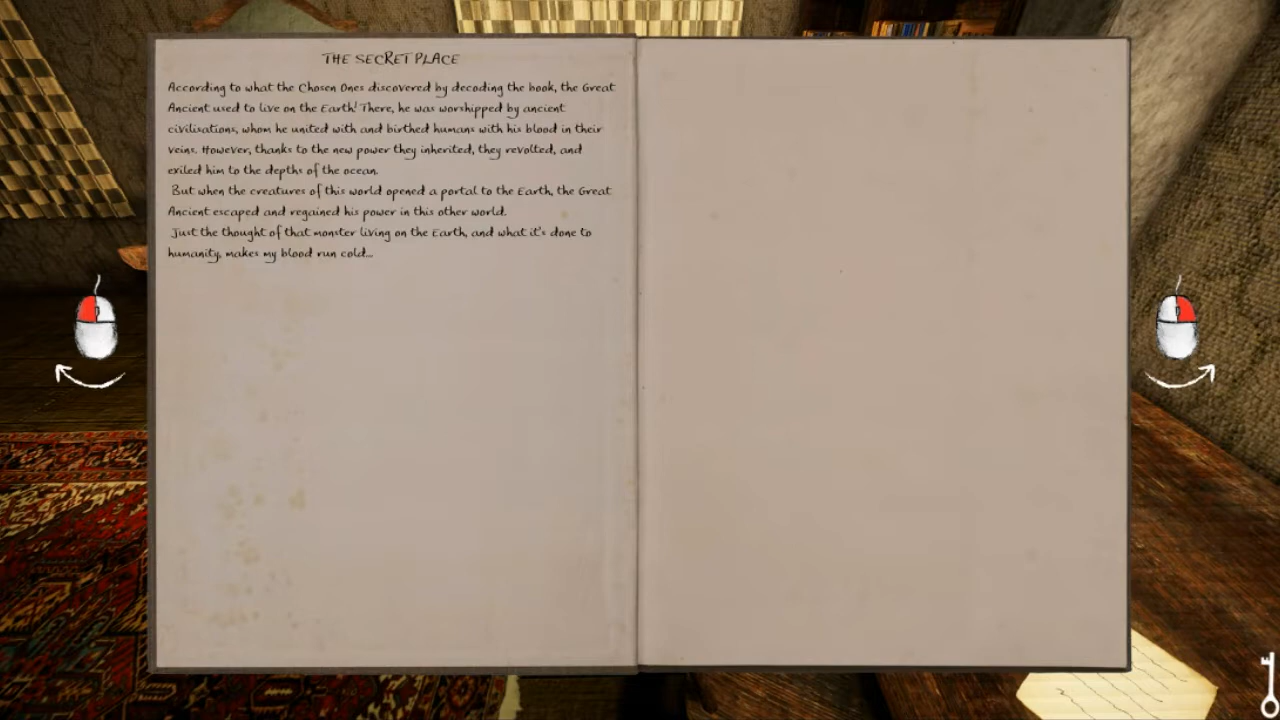 THE SECRET PLACE
According to what the Chosen Ones discovered by decoding the book, the Great
Ancient used to live on the Earth! There, he was worshipped by ancient
civilisations, whom he united with and birthed humans with his blood in their
veins. However, thanks to the new power they inherited, they revolted, and
exiled him to the depths of the ocean.
But when the creatures of this world opened a portal to the Earth, the Great
Ancient escaped and regained his power in this other world.
Just the thought of that monster living on the Earth, and what it's done to
humanity, makes my blood run cold...